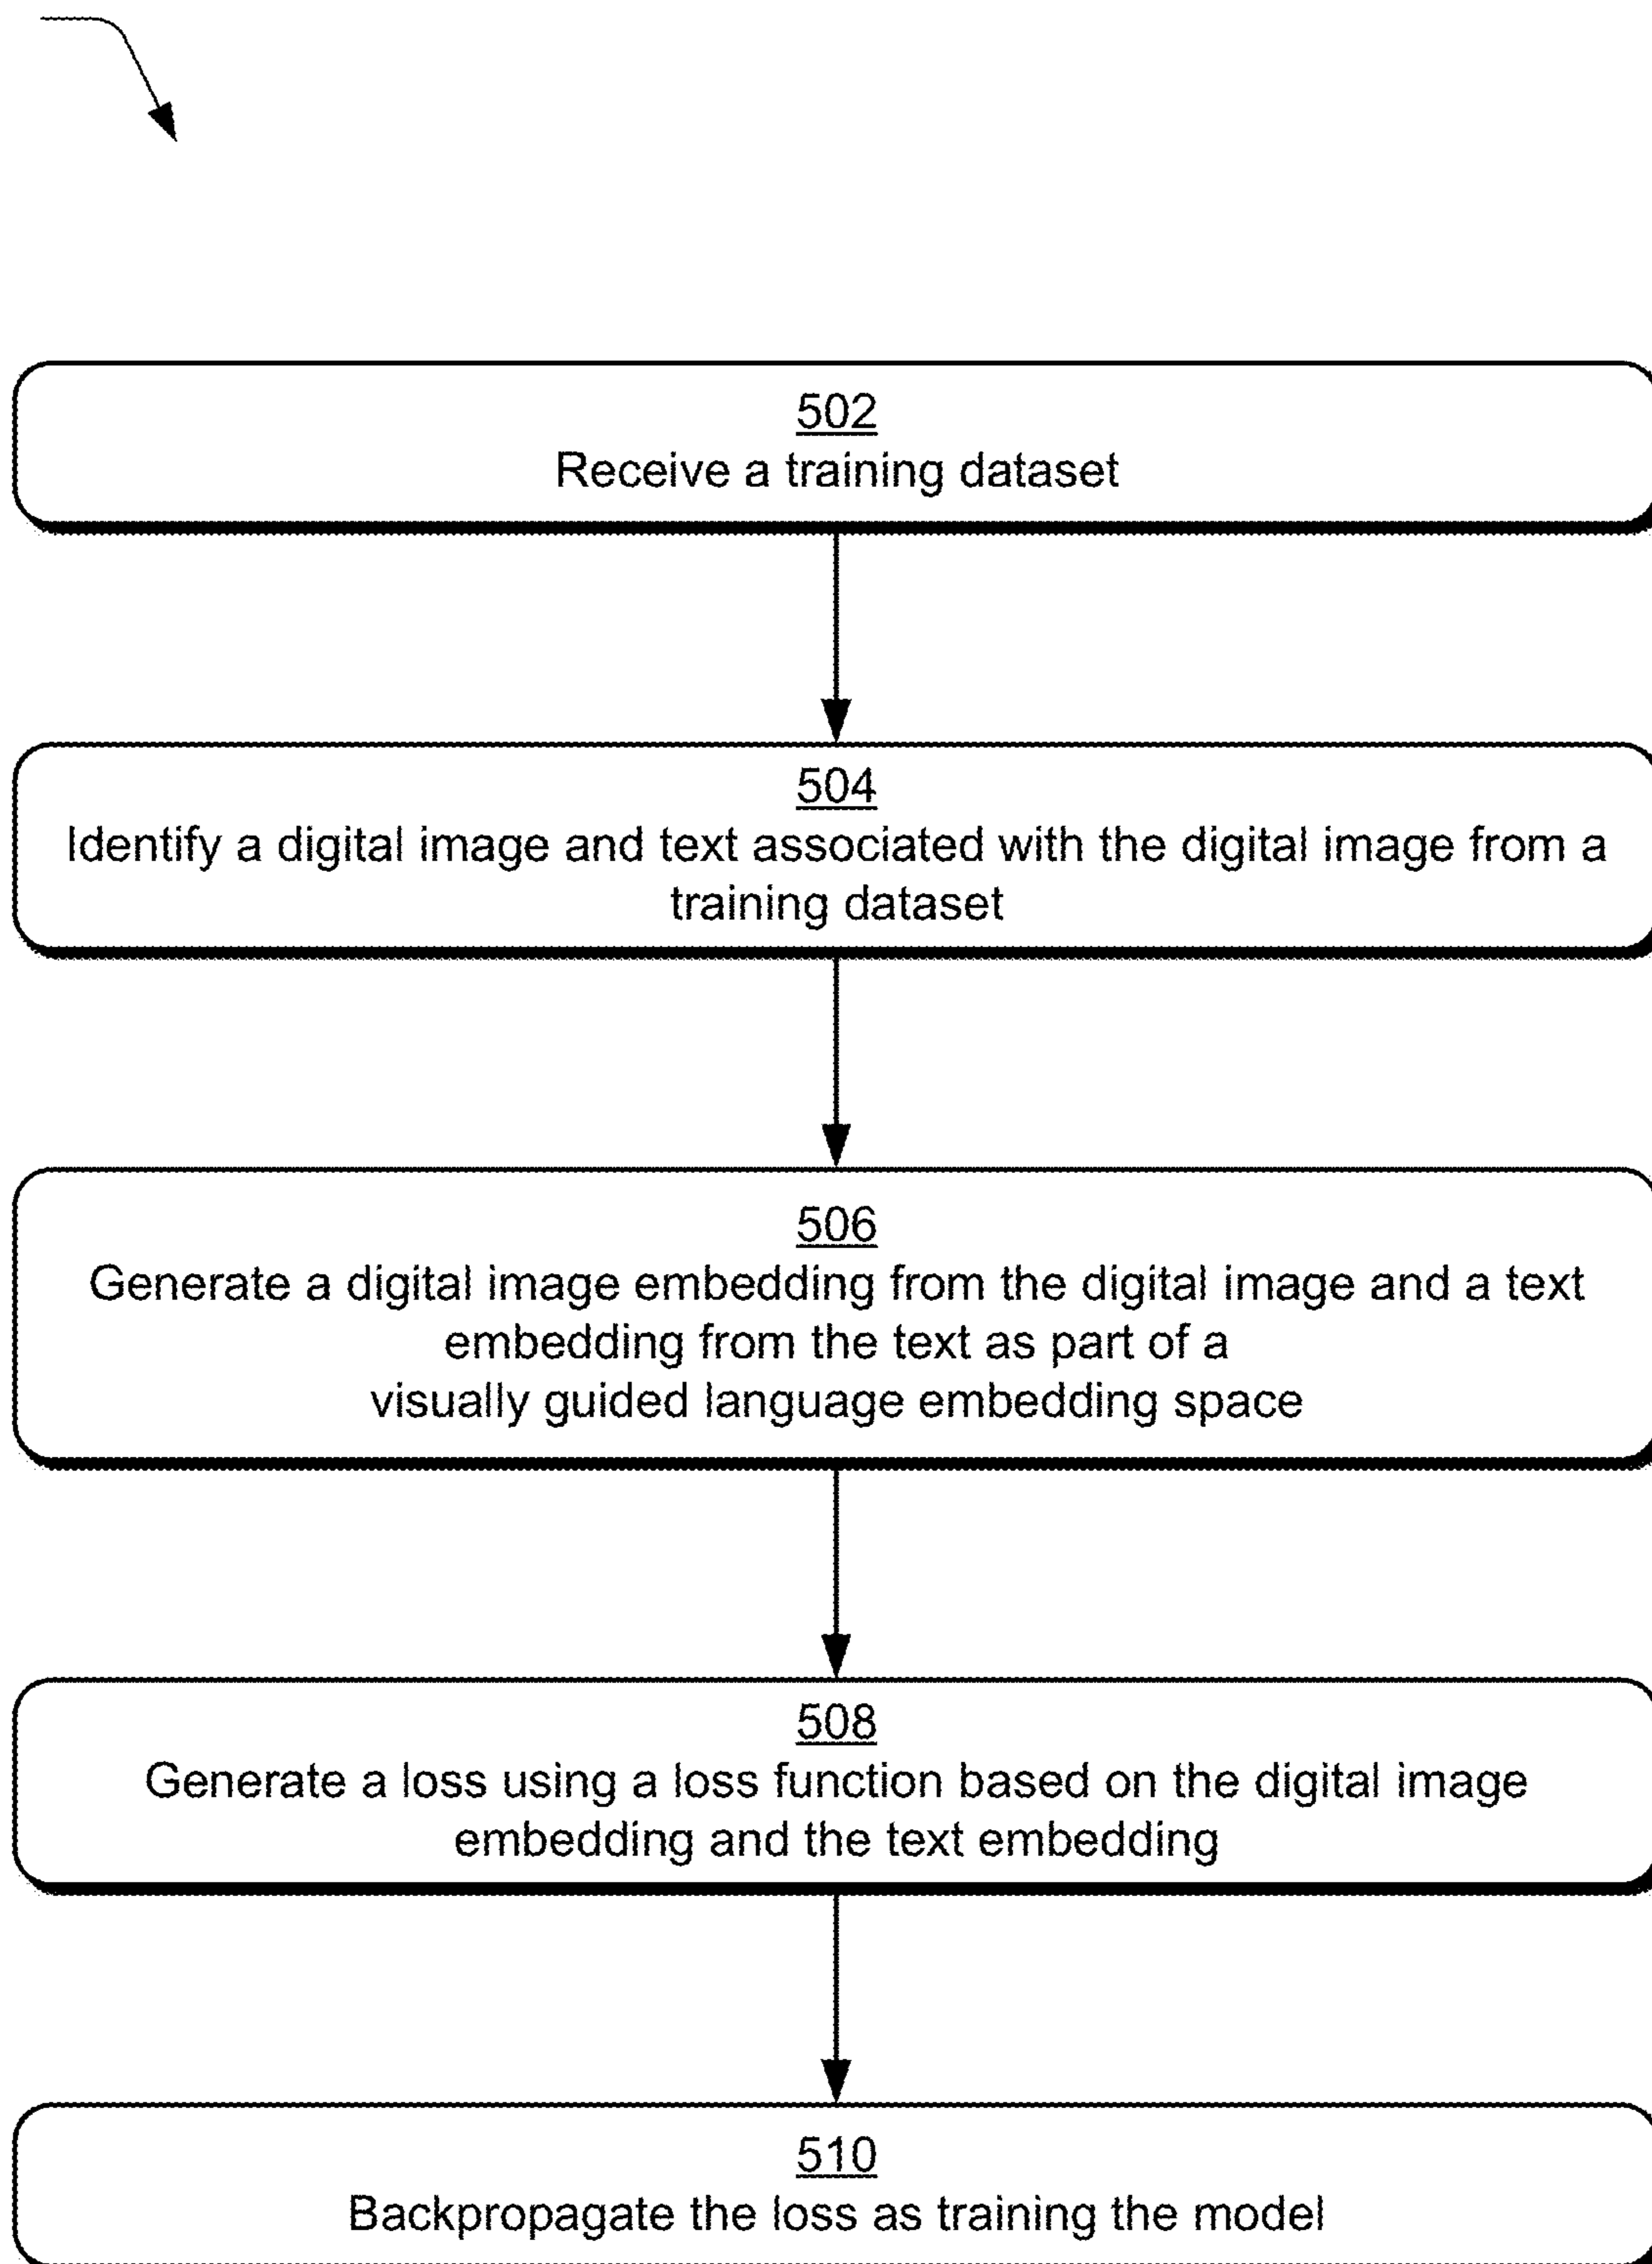 502
Receive a training dataset
504
Identify a digital image and text associated with the digital image from a
training dataset
506
Generate a digital image embedding from the digital image and a text
embedding from the text as part of a
visually guided language embedding space
508
Generate a loss using a loss function based on the digital image
embedding and the text embedding
510
Backpropagate the loss as training the model